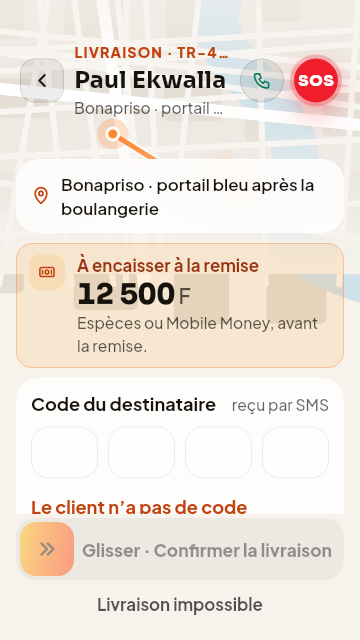 LIVRAISON · TR-4…
Paul Ekwalla
Bonapriso · portail …
SOS
Bonapriso · portail bleu après la
boulangerie
À encaisser à la remise
12 500 F
Espèces ou Mobile Money, avant
la remise.
Code du destinataire
reçu par SMS
Le client n’a pas de code
Glisser · Confirmer la livraison
Livraison impossible